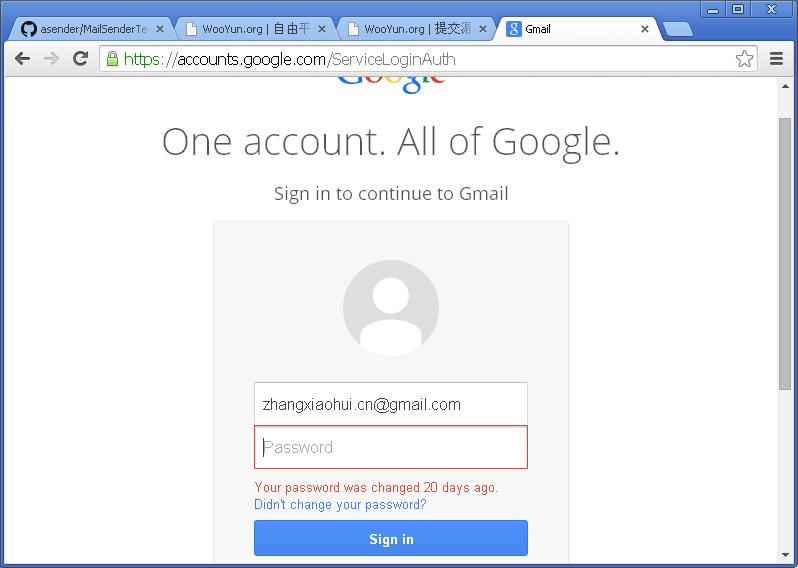 asender/MailSenderTe
WooYun.org | 自由平
WooYun.org | 提交漏
Gmail
https://accounts.google.com/ServiceLoginAuth
Google
One account. All of Google.
Sign in to continue to Gmail
zhangxiaohui.cn@gmail.com
Password
Your password was changed 20 days ago.
Didn't change your password?
Sign in